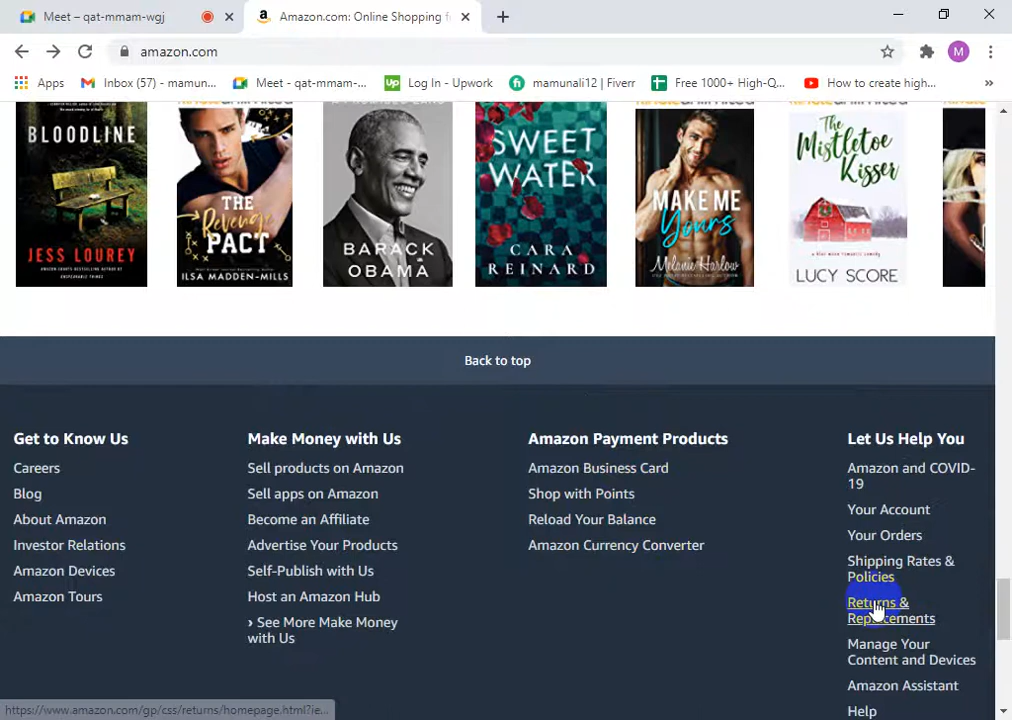 Meet – qat-mmam-wgj
Amazon.com: Online Shopping f
amazon.com
M
Apps
Inbox (57) - mamun...
Meet - qat-mmam-...
Up
Log In - Upwork
mamunali12 | Fiverr
Free 1000+ High-Q...
How to create high...
»
BLOODLINE
JESS LOUREY
THE
Revenge
PACT
ILSA MADDEN-MILLS
BARACK
OBAMA
SWEET
WATER
CARA
REINARD
MAKE ME
Yours
Melanie Harlow
The
Mistletoe
Kisser
LUCY SCORE
Back to top
Get to Know Us
Careers
Blog
About Amazon
Investor Relations
Amazon Devices
Amazon Tours
Make Money with Us
Sell products on Amazon
Sell apps on Amazon
Become an Affiliate
Advertise Your Products
Self-Publish with Us
Host an Amazon Hub
› See More Make Money
with Us
Amazon Payment Products
Amazon Business Card
Shop with Points
Reload Your Balance
Amazon Currency Converter
Let Us Help You
Amazon and COVID-
19
Your Account
Your Orders
Shipping Rates &
Policies
Returns &
Replacements
Manage Your
Content and Devices
Amazon Assistant
Help
https://www.amazon.com/gp/css/returns/homepage.html?ie...